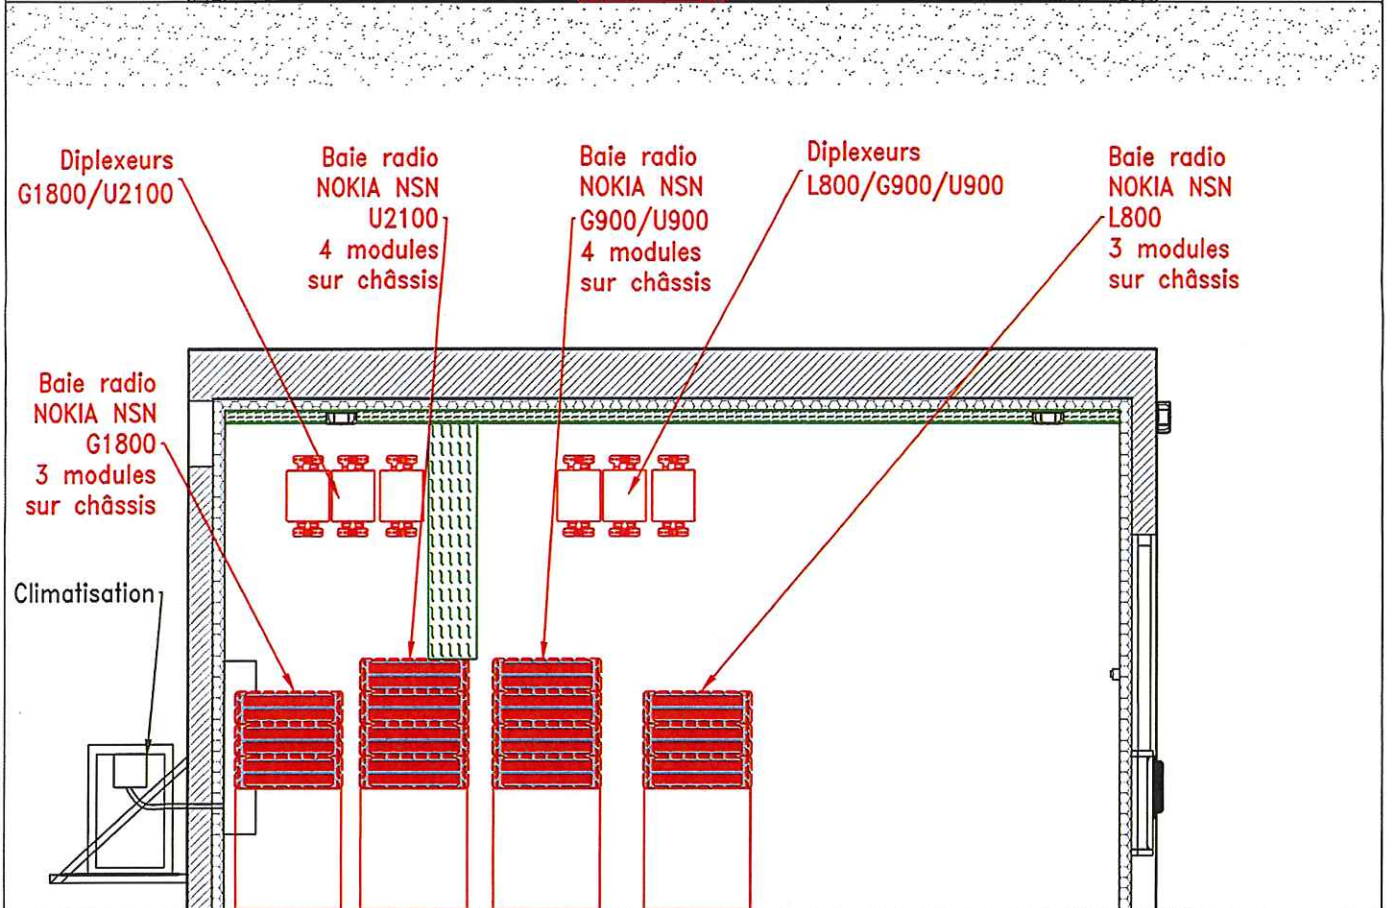 Diplexeurs
G1800/U2100
Baie radio
NOKIA NSN
U2100
4 modules
sur châssis
Baie radio
NOKIA NSN
G900/U900
4 modules
sur châssis
Diplexeurs
L800/G900/U900
Baie radio
NOKIA NSN
L800
3 modules
sur châssis
Baie radio
NOKIA NSN
G1800
3 modules
sur châssis
Climatisation